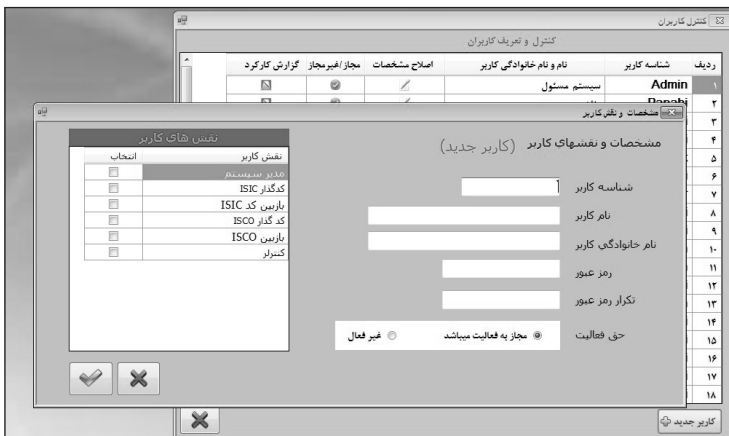 کنترل کاربران
کنترل و تعریف کاربران
ردیف شناسه کاربر نام و نام خانوادگی کاربر اصلاح مشخصات مجاز/غیرمجاز گزارش کارکرد
۱ Admin سیستم مسئول
۲ Panahi
مشخصات و نقش کاربر
۳
۴
۵
۶
۷
۸
۹
۱۰
۱۱
۱۲
۱۳
۱۴
۱۵
۱۶
۱۷
۱۸
مشخصات و نقشهای کاربر (کاربر جدید)
شناسه کاربر
نام کاربر
نام خانوادگی کاربر
رمز عبور
تکرار رمز عبور
حق فعالیت مجاز به فعالیت میباشد غیر فعال
نقش های کاربر
نقش کاربر انتخاب
مدیر سیستم
کدگذار ISIC
بازبین کد ISIC
کد گذار ISCO
بازبین ISCO
کنترلر
کاربر جدید